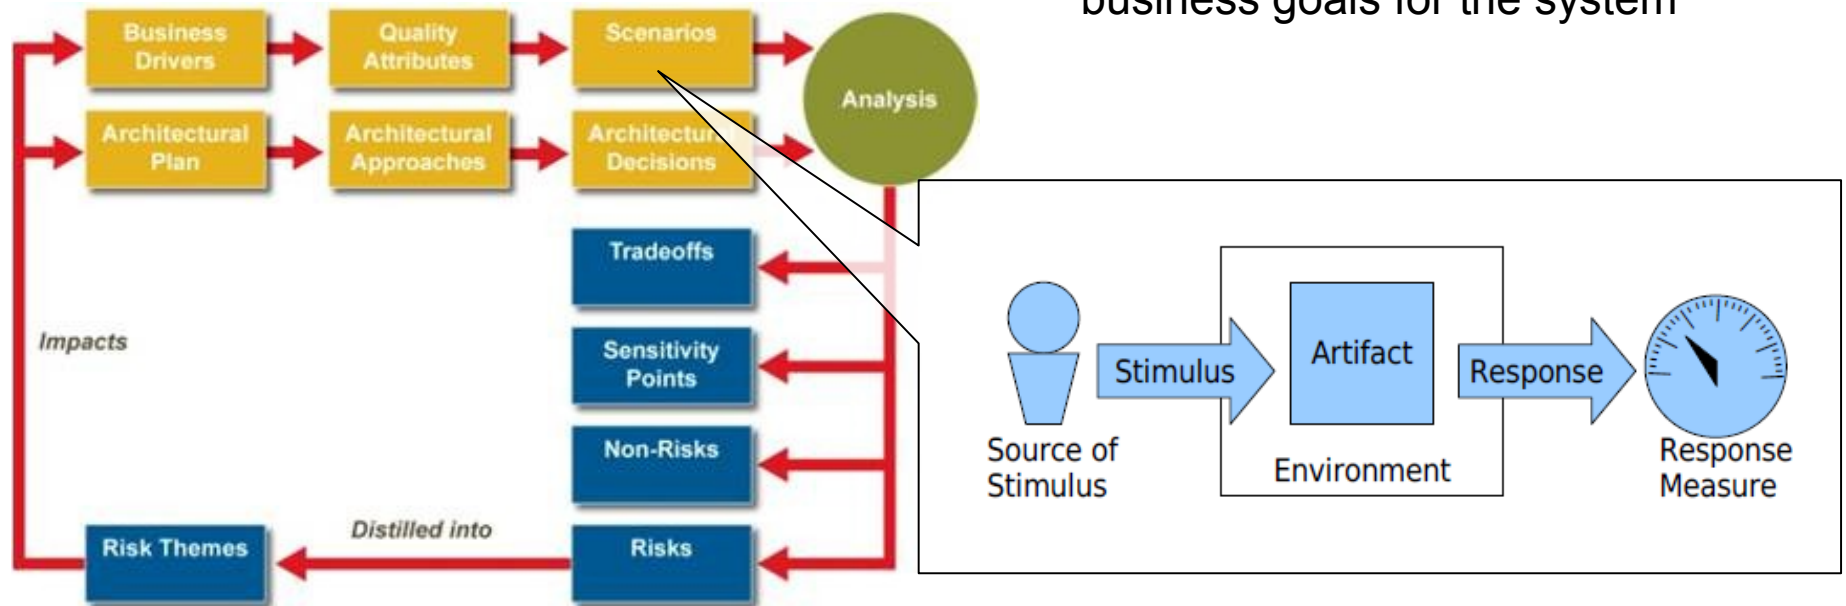 business goals for the system
Business
Drivers
Quality
Attributes
Scenarios
Analysis
Architectural
Plan
Architectural
Approaches
Architectural
Decisions
Tradeoffs
Sensitivity
Points
Non-Risks
Risks
Distilled into
Risk Themes
Impacts
Source of
Stimulus
Stimulus
Artifact
Environment
Response
Response
Measure